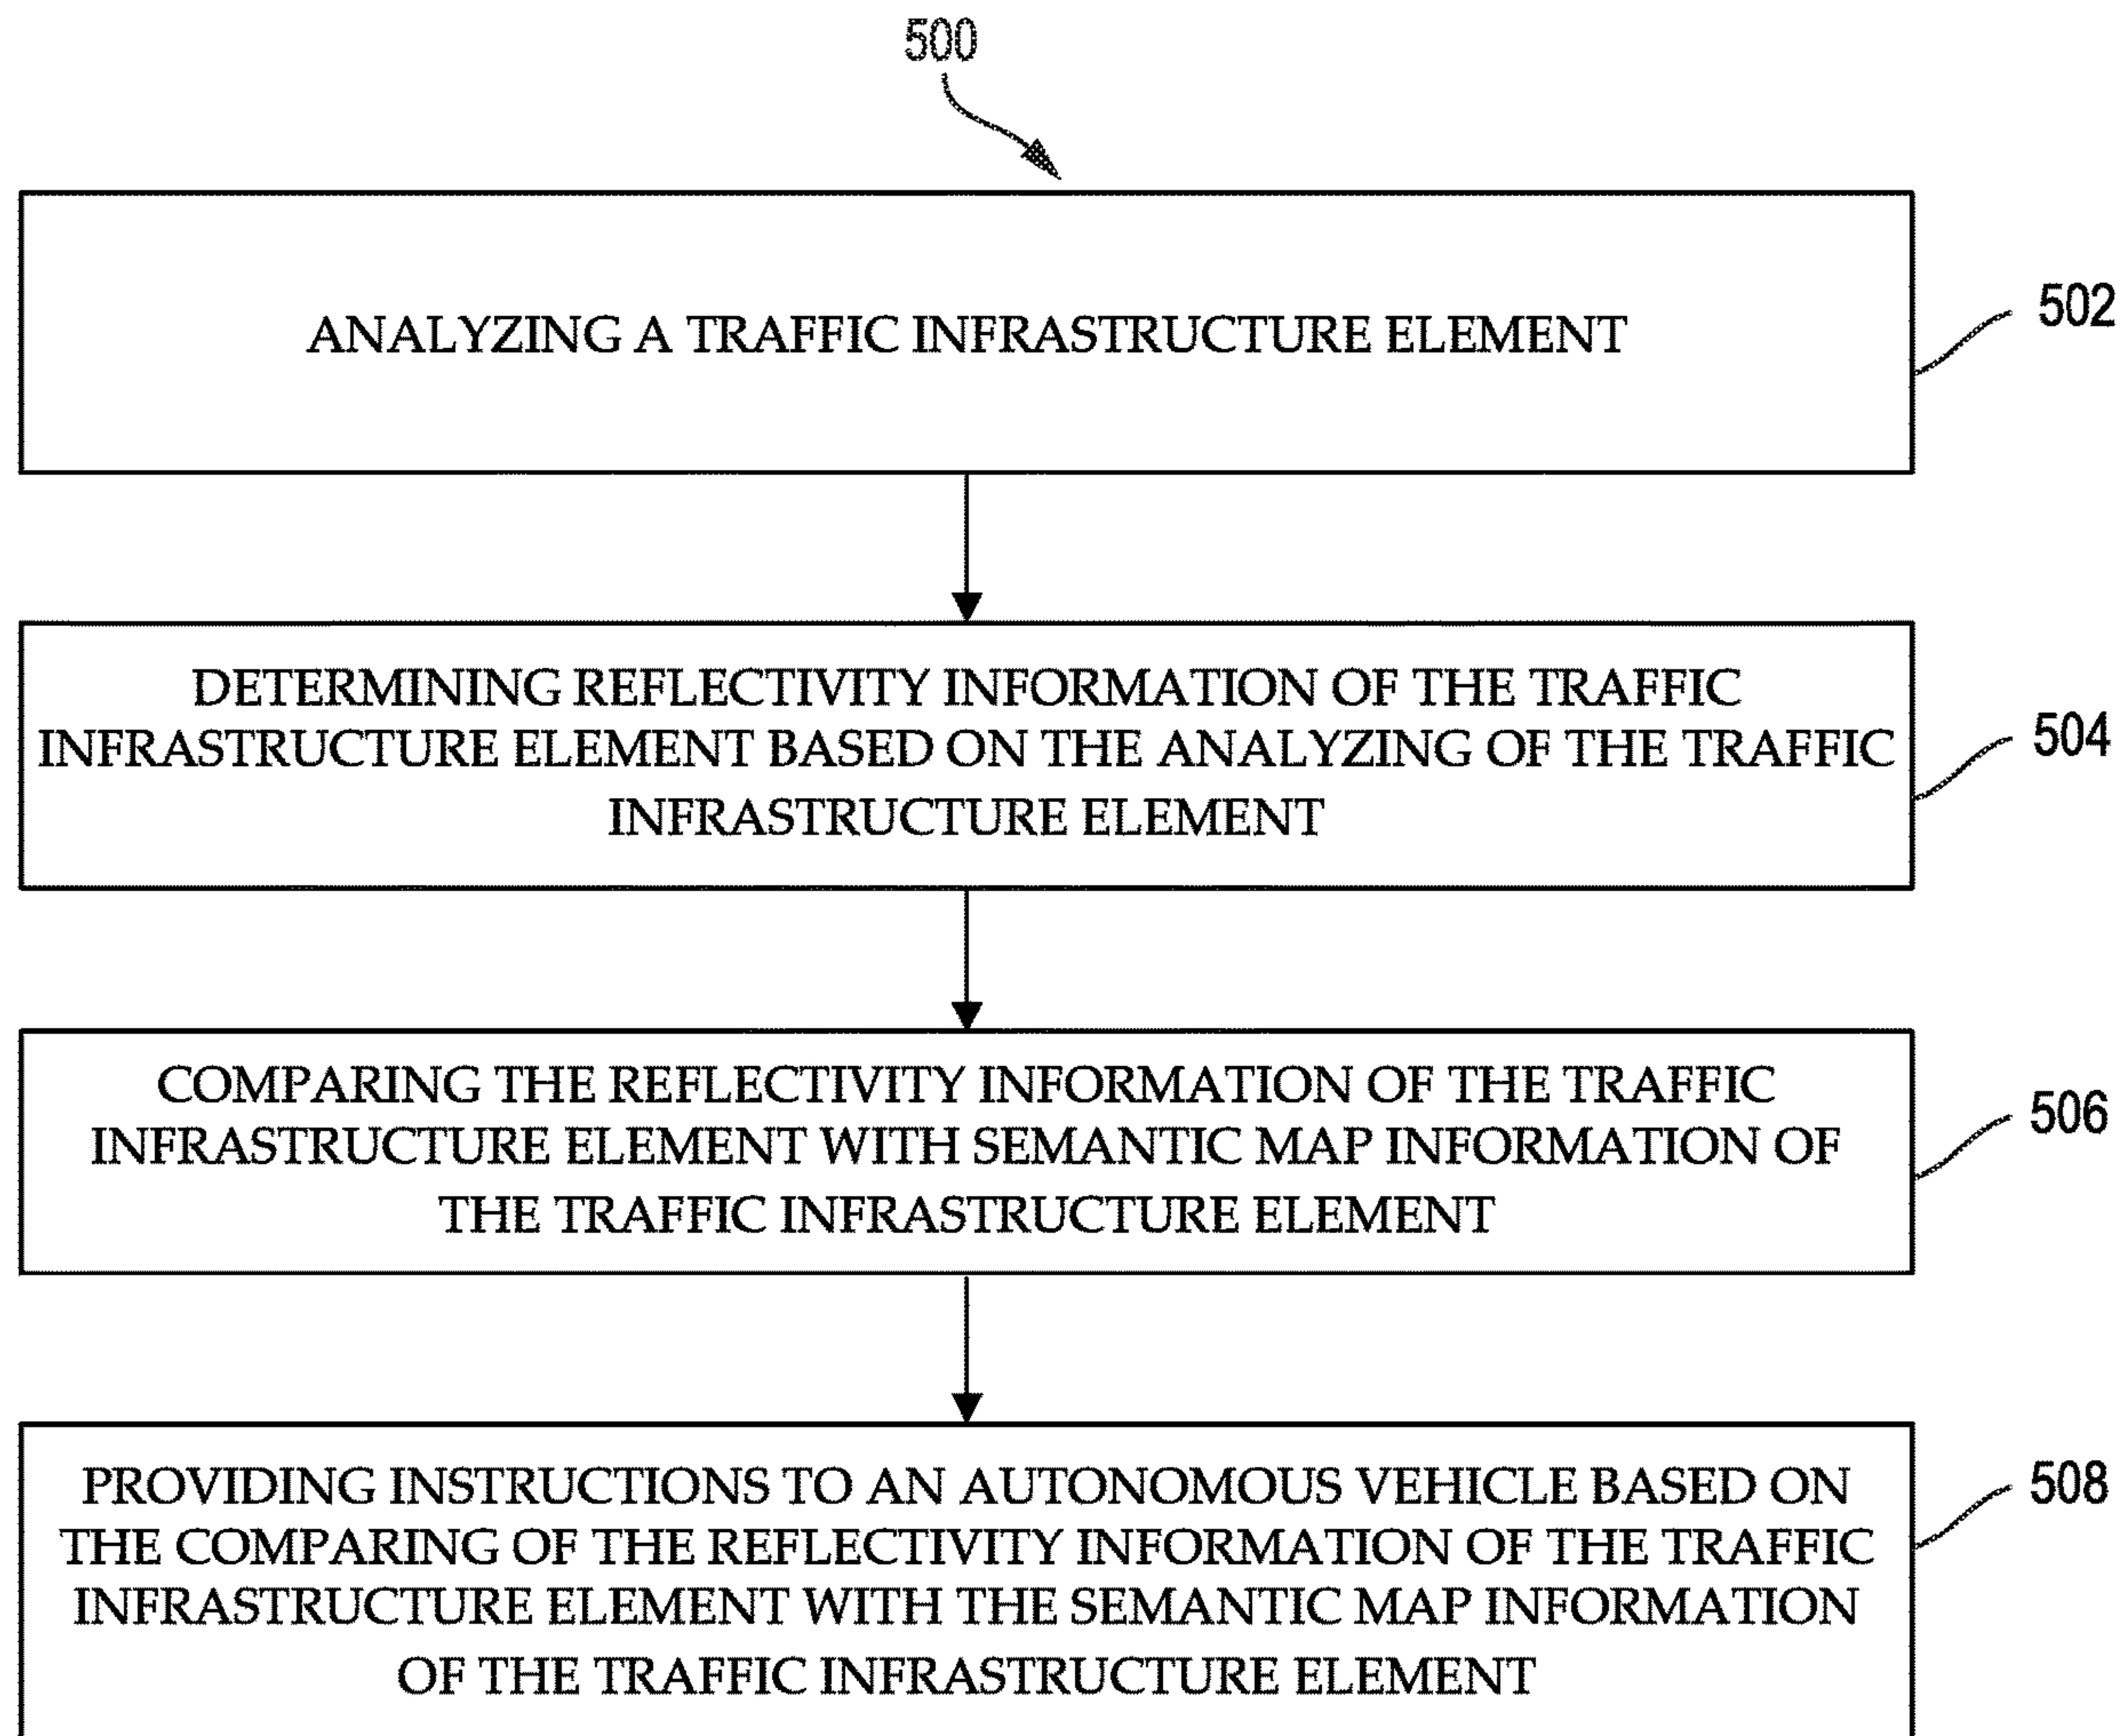 500
ANALYZING A TRAFFIC INFRASTRUCTURE ELEMENT
502
DETERMINING REFLECTIVITY INFORMATION OF THE TRAFFIC
INFRASTRUCTURE ELEMENT BASED ON THE ANALYZING OF THE TRAFFIC
INFRASTRUCTURE ELEMENT
504
COMPARING THE REFLECTIVITY INFORMATION OF THE TRAFFIC
INFRASTRUCTURE ELEMENT WITH SEMANTIC MAP INFORMATION OF
THE TRAFFIC INFRASTRUCTURE ELEMENT
506
PROVIDING INSTRUCTIONS TO AN AUTONOMOUS VEHICLE BASED ON
THE COMPARING OF THE REFLECTIVITY INFORMATION OF THE TRAFFIC
INFRASTRUCTURE ELEMENT WITH THE SEMANTIC MAP INFORMATION
OF THE TRAFFIC INFRASTRUCTURE ELEMENT
508